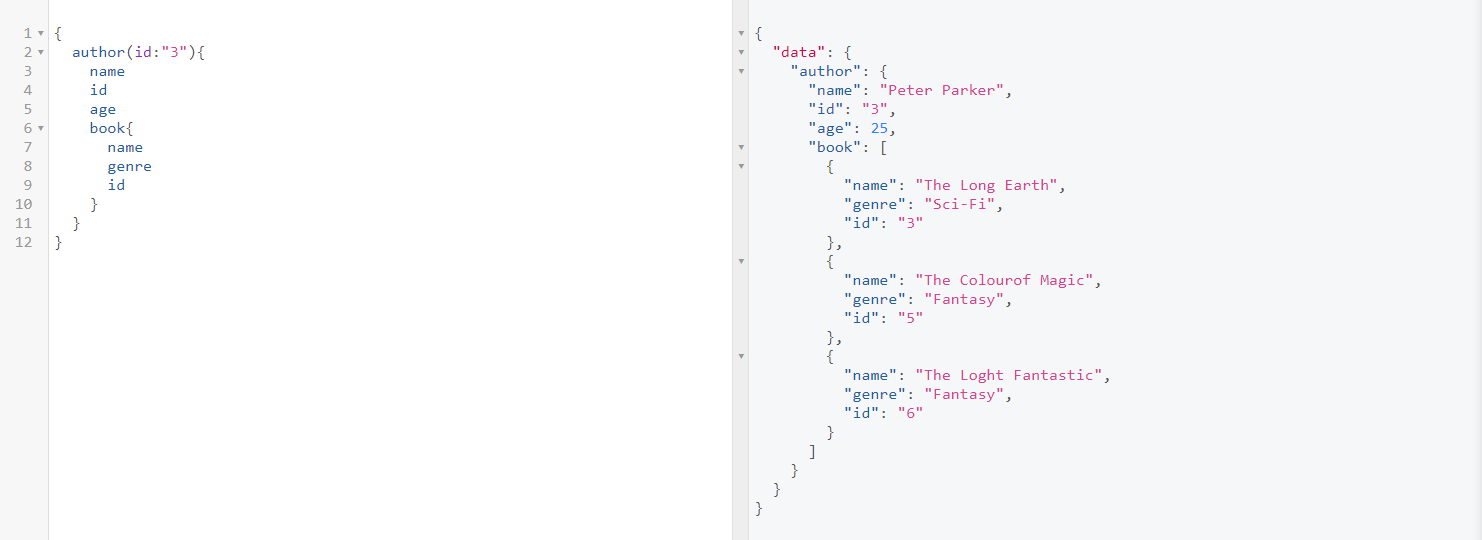 1 {
2 author(id:"3"){
3 name
4 id
5 age
6 book{
7 name
8 genre
9 id
10 }
11 }
12 }
{
"data": {
"author": {
"name": "Peter Parker",
"id": "3",
"age": 25,
"book": [
{
"name": "The Long Earth",
"genre": "Sci-Fi",
"id": "3"
},
{
"name": "The Colourof Magic",
"genre": "Fantasy",
"id": "5"
},
{
"name": "The Loght Fantastic",
"genre": "Fantasy",
"id": "6"
}
]
}
}
}